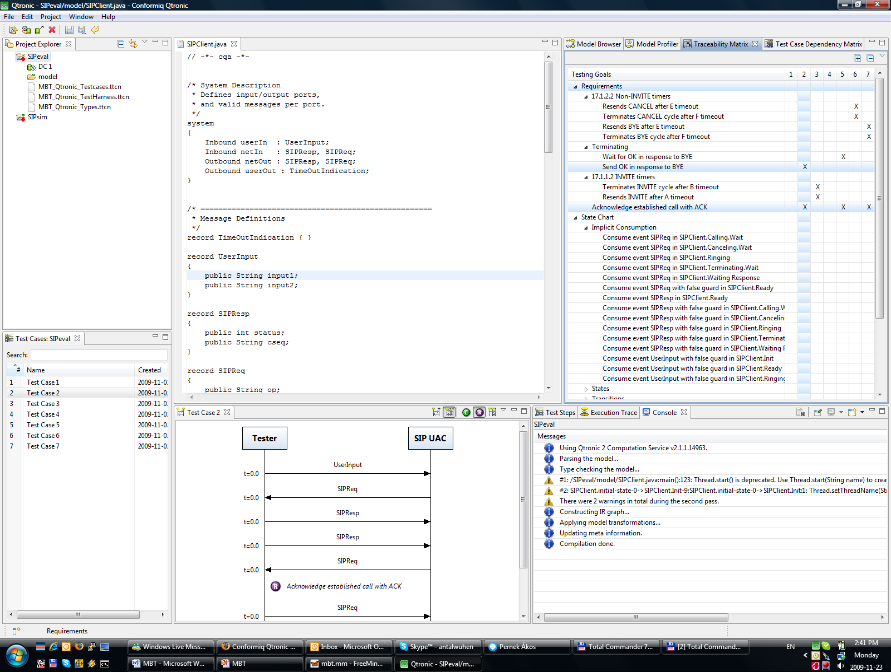 Qtronic - SIPeval/model/SIPClient.java - Conformiq Qtronic
File Edit Project Window Help
Project Explorer
SIPeval
DC 1
model
MBT_Qtronic_Testcases.ttcn
MBT_Qtronic_TestHarness.ttcn
MBT_Qtronic_Types.ttcn
SIPsim
SIPClient.java
// -*- cqa -*-
/* System Description
* Defines input/output ports,
* and valid messages per port.
*/
system
{
Inbound userIn : UserInput;
Inbound netIn : SIPResp, SIPReq;
Outbound netOut : SIPResp, SIPReq;
Outbound userOut : TimeOutIndication;
}
/* ==================================================
* Message Definitions
*/
record TimeOutIndication { }
record UserInput
{
public String input1;
public String input2;
}
record SIPResp
{
public int status;
public String cseq;
}
record SIPReq
{
public String op;
Model Browser Model Profiler Traceability Matrix Test Case Dependency Matrix
Testing Goals 1 2 3 4 5 6 7
Requirements
17.1.2.2 Non-INVITE timers
Resends CANCEL after E timeout X
Terminates CANCEL cycle after F timeout X
Resends BYE after E timeout X
Terminates BYE cycle after F timeout X
Terminating
Wait for OK in response to BYE X
Send OK in response to BYE X
17.1.1.2 INVITE timers
Terminates INVITE cycle after B timeout X
Resends INVITE after A timeout X
Acknowledge established call with ACK X X X
State Chart
Implicit Consumption
Consume event SIPReq in SIPClient.Calling.Wait
Consume event SIPReq in SIPClient.Canceling.Wait
Consume event SIPReq in SIPClient.Ringing
Consume event SIPReq in SIPClient.Terminating.Wait
Consume event SIPReq in SIPClient.Waiting Response
Consume event SIPReq with false guard in SIPClient.Ready
Consume event SIPResp in SIPClient.Ready
Consume event SIPResp with false guard in SIPClient.Calling.W
Consume event SIPResp with false guard in SIPClient.Cancelin
Consume event SIPResp with false guard in SIPClient.Ringing
Consume event SIPResp with false guard in SIPClient.Terminat
Consume event SIPResp with false guard in SIPClient.Waiting F
Consume event UserInput with false guard in SIPClient.Init
Consume event UserInput with false guard in SIPClient.Ready
Consume event UserInput with false guard in SIPClient.Ringing
States
Transitions
Test Cases: SIPeval
Search:
# Name Created
1 Test Case 1 2009-11-0.
2 Test Case 2 2009-11-0.
3 Test Case 3 2009-11-0.
4 Test Case 4 2009-11-0.
5 Test Case 5 2009-11-0.
6 Test Case 6 2009-11-0.
7 Test Case 7 2009-11-0.
Test Case 2
Tester SIP UAC
UserInput
t=0.0
SIPReq
t=0.0
SIPResp
t=0.0
SIPResp
t=0.0
SIPReq
t=0.0
R Acknowledge established call with ACK
SIPReq
t=0.0
Test Steps Execution Trace Console
SIPeval
Messages
Using Qtronic 2 Computation Service v2.1.1.14963.
Parsing the model...
Type checking the model...
#1: /SIPeval/model/SIPClient.java:main():123: Thread.start() is deprecated. Use Thread.start(String name) to crea
#2: SIPClient.initial-state-0->SIPClient.Init-9:SIPClient.initial-state-0->SIPClient.Init1: Thread.setThreadName(St
There were 2 warnings in total during the second pass.
Constructing IR graph...
Applying model transformations...
Updating meta information.
Compilation done.
Requirements
Windows Live Mess... Conformiq Qtronic ... Inbox - Microsoft O... Skype™ - antalwuhen Pernek Ákos Total Commander 7... [2] Total Command...
MBT - Microsoft W... MBT mbt.mm - FreeMin... Qtronic - SIPeval/m...
EN
2:41 PM
Monday
2009-11-23